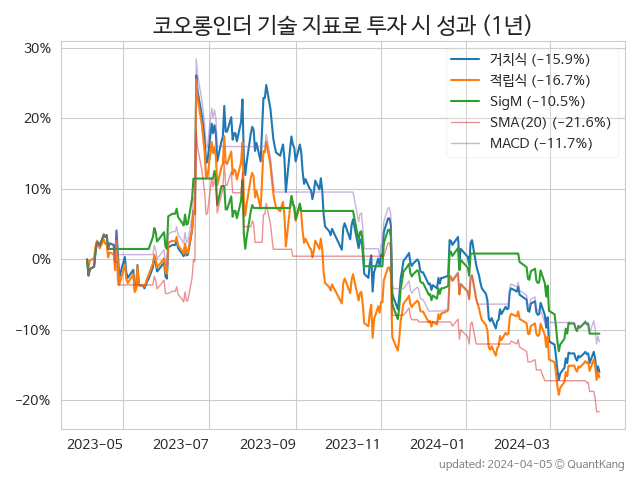 코오롱인더 기술 지표로 투자 시 성과 (1년)
거치식 (−15.9%)
적립식 (−16.7%)
SigM (−10.5%)
SMA(20) (−21.6%)
MACD (−11.7%)
30%
20%
10%
0%
−10%
−20%
2023-05 2023-07 2023-09 2023-11 2024-01 2024-03
updated: 2024-04-05 © QuantKang